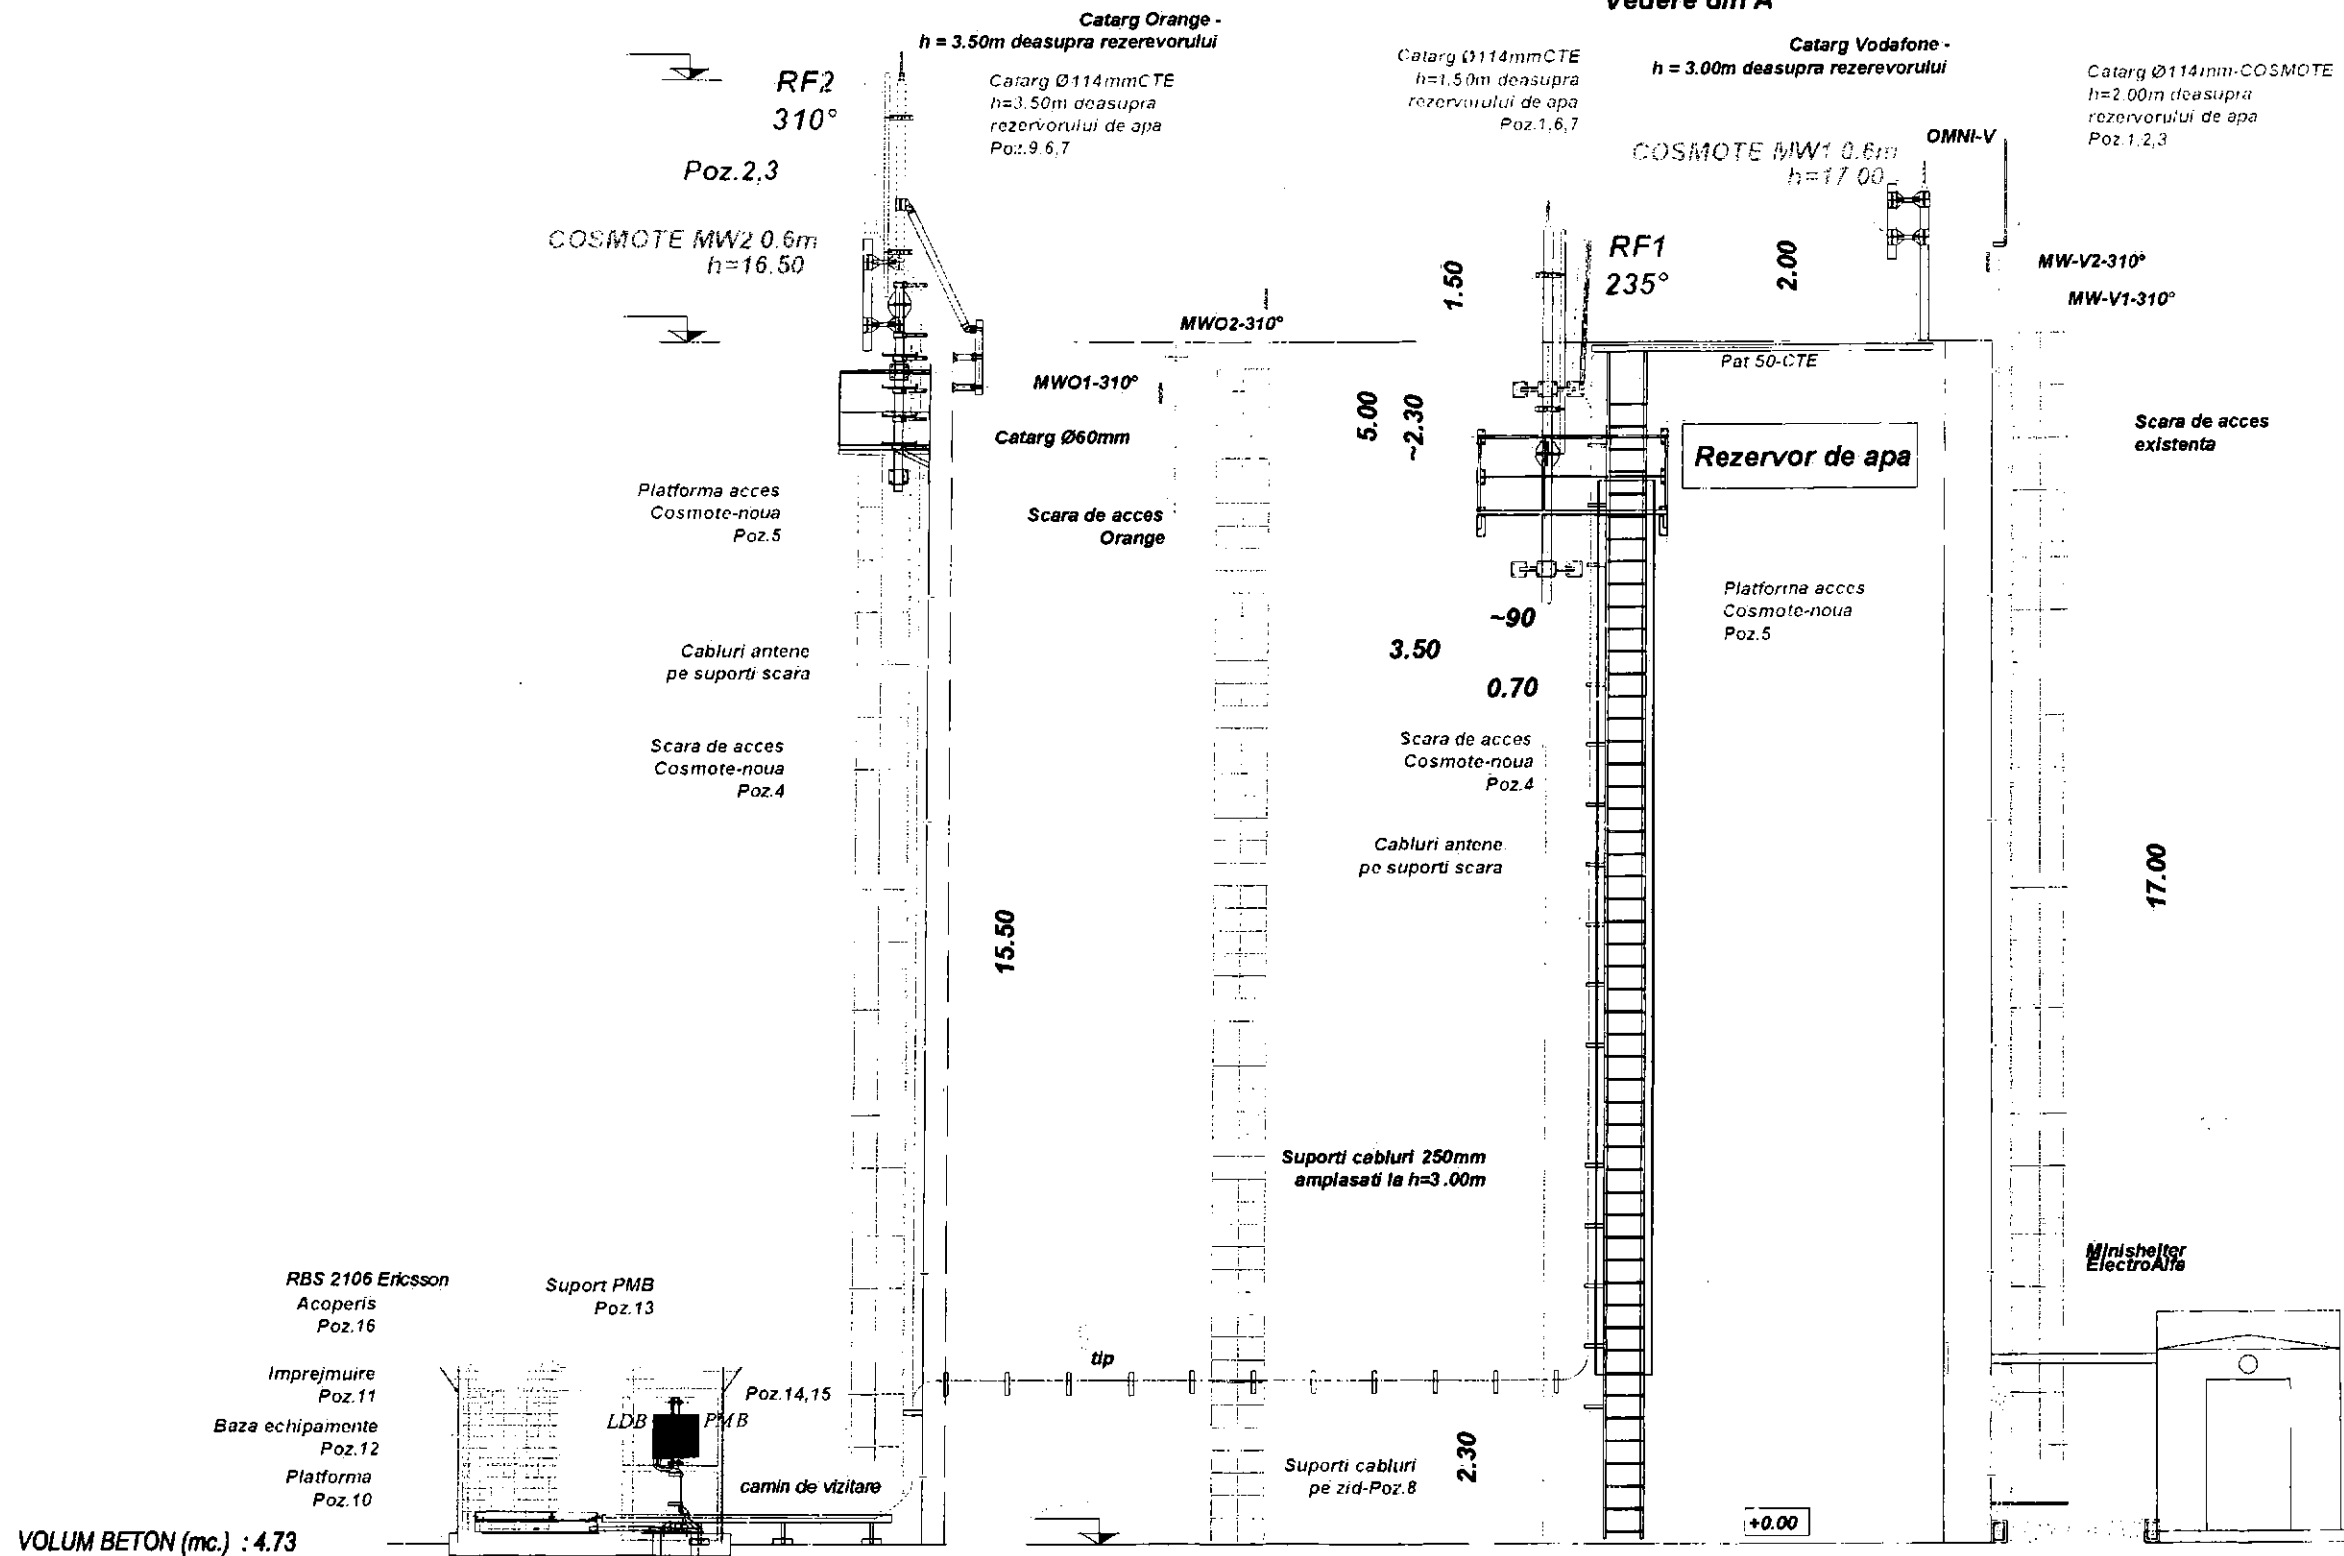 Vedere din A
Catarg Orange -
h = 3.50m deasupra rezerevorului
Catarg Ø114mmCTE
h=3.50m deasupra
rezervorului de apa
Poz.9,6,7
Catarg Ø114mmCTE
h=1.50m deasupra
rezervorului de apa
Poz.1,6,7
Catarg Vodafone -
h = 3.00m deasupra rezerevorului
Catarg Ø114mm-COSMOTE
h=2.00m deasupra
rezervorului de apa
Poz.1,2,3
RF2
310°
Poz.2,3
COSMOTE MW2 0.6m
h=16.50
COSMOTE MW1 0.6m
h=17.00
OMNI-V
MW-V2-310°
MW-V1-310°
RF1
235°
1.50
2.00
MWO2-310°
MWO1-310°
Catarg Ø60mm
Pat 50-CTE
5.00
~2.30
Rezervor de apa
Scara de acces
existenta
Platforma acces
Cosmote-noua
Poz.5
Scara de acces
Orange
Platforma acces
Cosmote-noua
Poz.5
~90
3.50
0.70
Cabluri antene
pe suporti scara
Scara de acces
Cosmote-noua
Poz.4
Scara de acces
Cosmote-noua
Poz.4
Cabluri antene
pe suporti scara
15.50
17.00
Suporti cabluri 250mm
amplasati la h=3.00m
Minishelter
ElectroAlfa
RBS 2106 Ericsson
Acoperis
Poz.16
Suport PMB
Poz.13
Imprejmuire
Poz.11
Baza echipamente
Poz.12
Platforma
Poz.10
tip
Poz.14,15
LDB
PMB
camin de vizitare
Suporti cabluri
pe zid-Poz.8
2.30
+0.00
VOLUM BETON (mc.) : 4.73